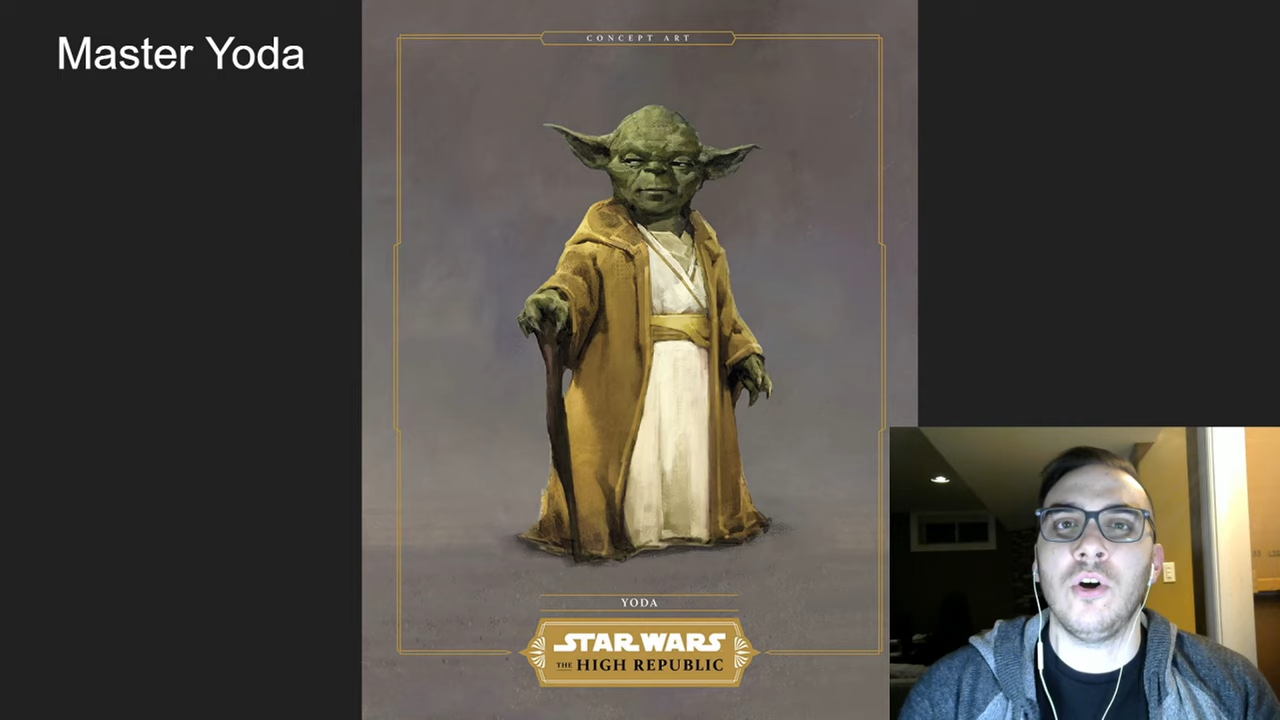 Master Yoda
CONCEPT ART
YODA
STAR WARS
THE HIGH REPUBLIC